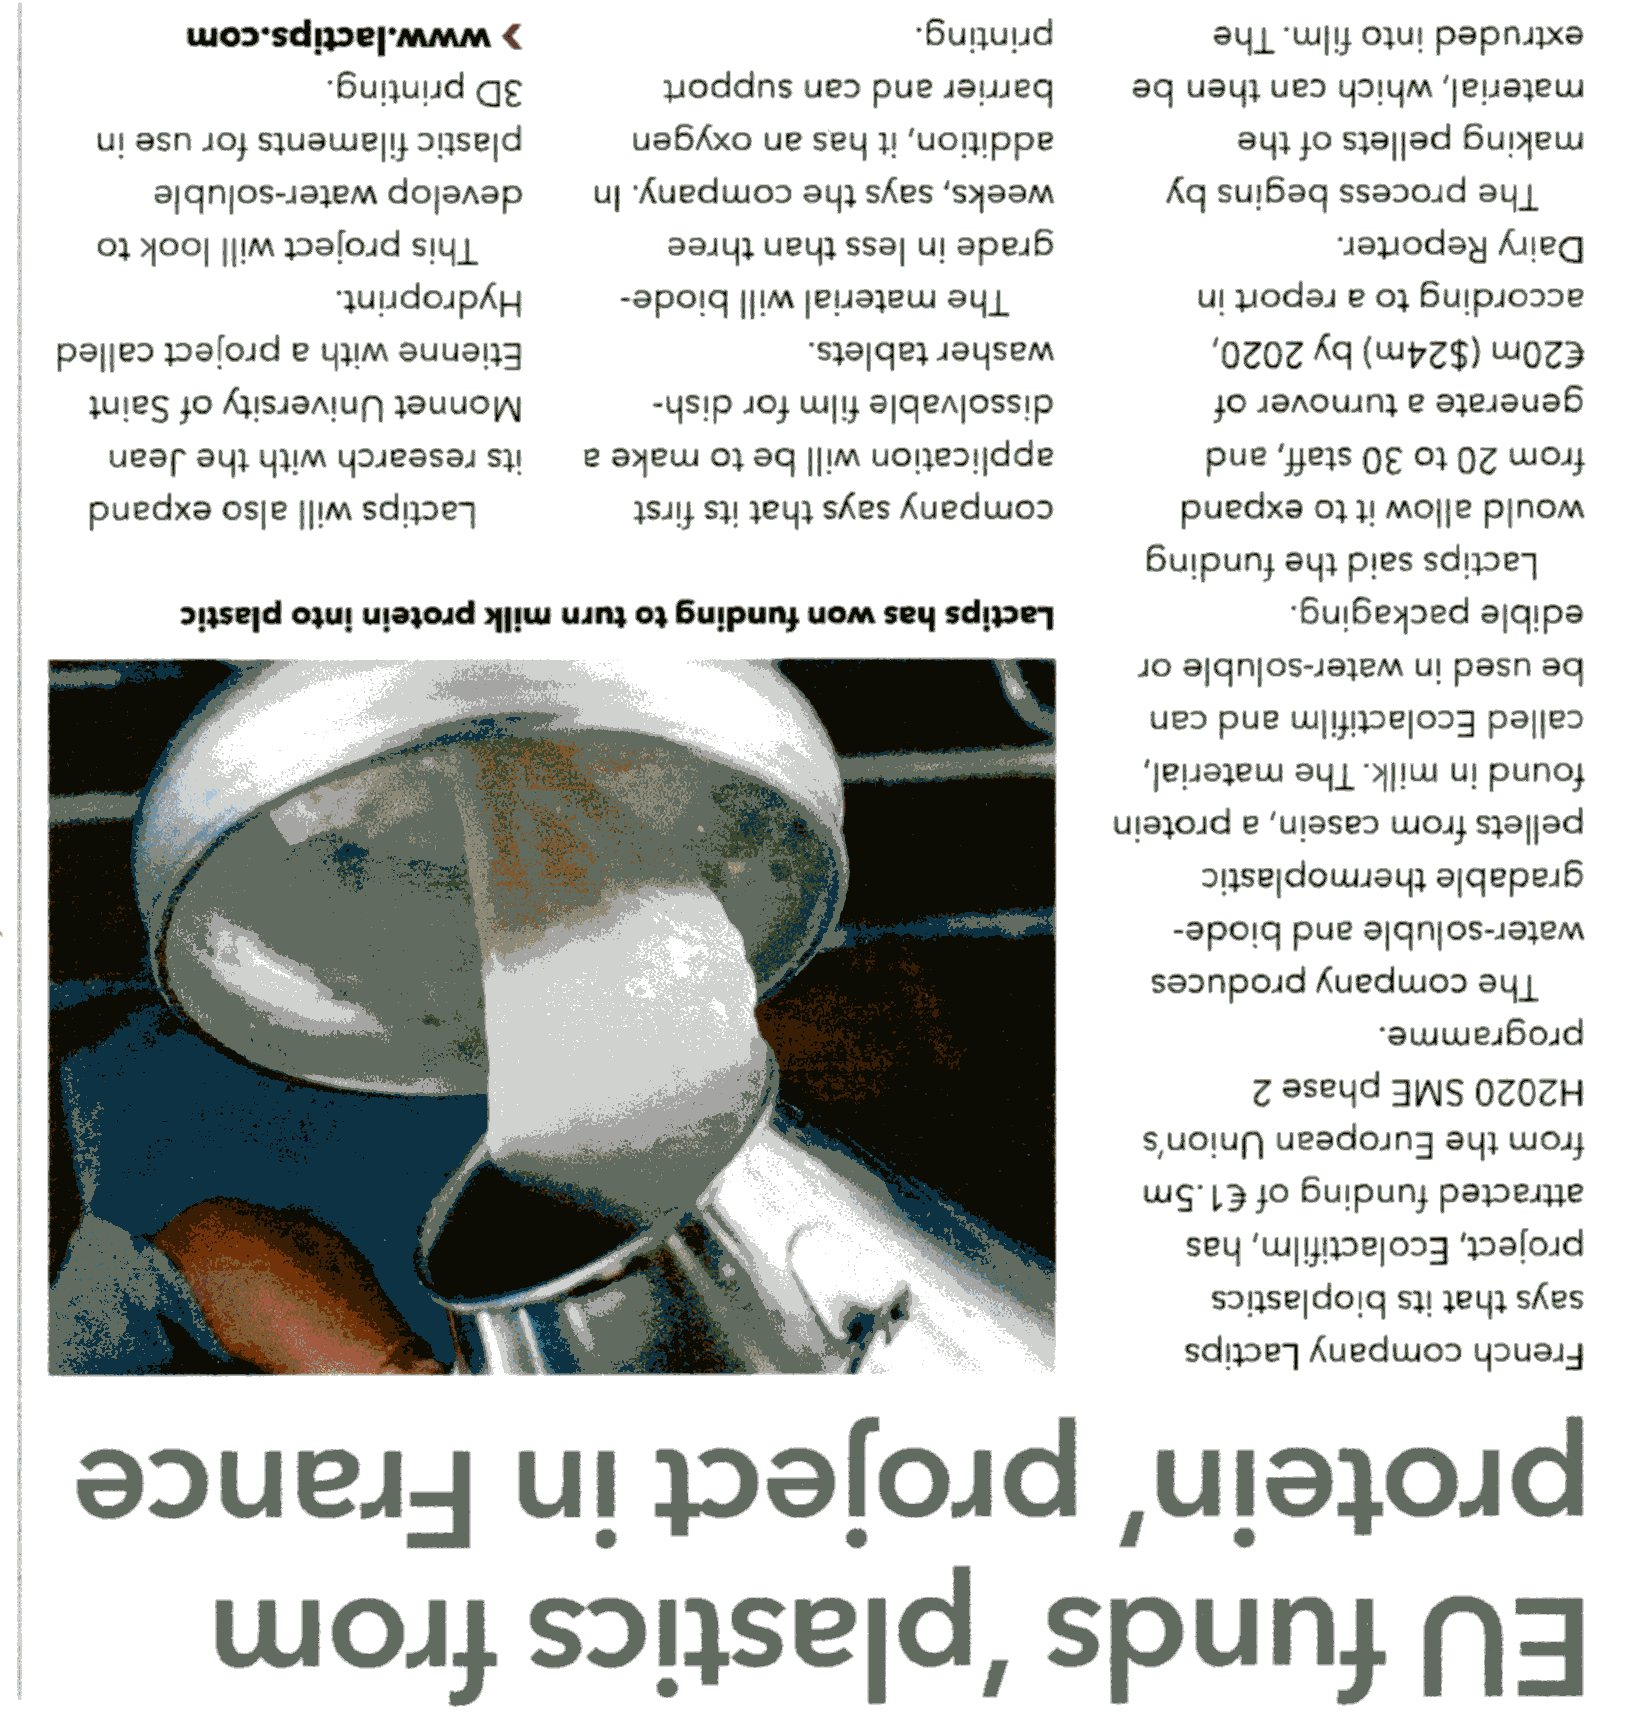 EU funds ‘plastics from
protein’ project in France
French company Lactips
says that its bioplastics
project, Ecolactifilm, has
attracted funding of €1.5m
from the European Union’s
H2020 SME phase 2
programme.
The company produces
water-soluble and biode-
gradable thermoplastic
pellets from casein, a protein
found in milk. The material,
called Ecolactifilm and can
be used in water-soluble or
edible packaging.
Lactips said the funding
would allow it to expand
from 20 to 30 staff, and
generate a turnover of
€20m ($24m) by 2020,
according to a report in
Dairy Reporter.
The process begins by
making pellets of the
material, which can then be
extruded into film. The
Lactips has won funding to turn milk protein into plastic
company says that its first
application will be to make a
dissolvable film for dish-
washer tablets.
The material will biode-
grade in less than three
weeks, says the company. In
addition, it has an oxygen
barrier and can support
printing.
Lactips will also expand
its research with the Jean
Monnet University of Saint
Etienne with a project called
Hydroprint.
This project will look to
develop water-soluble
plastic filaments for use in
3D printing.
› www.lactips.com